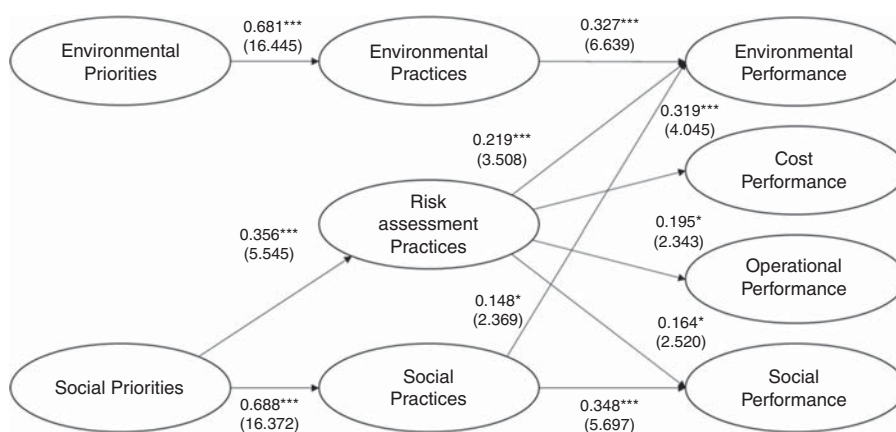 0.681***
(16.445)
0.327***
(6.639)
Environmental
Priorities
Environmental
Practices
Environmental
Performance
0.219***
(3.508)
0.319***
(4.045)
Cost
Performance
Risk
assessment
Practices
0.356***
(5.545)
0.195*
(2.343)
Operational
Performance
0.148*
(2.369)
0.164*
(2.520)
Social Priorities
Social
Practices
Social
Performance
0.688***
(16.372)
0.348***
(5.697)